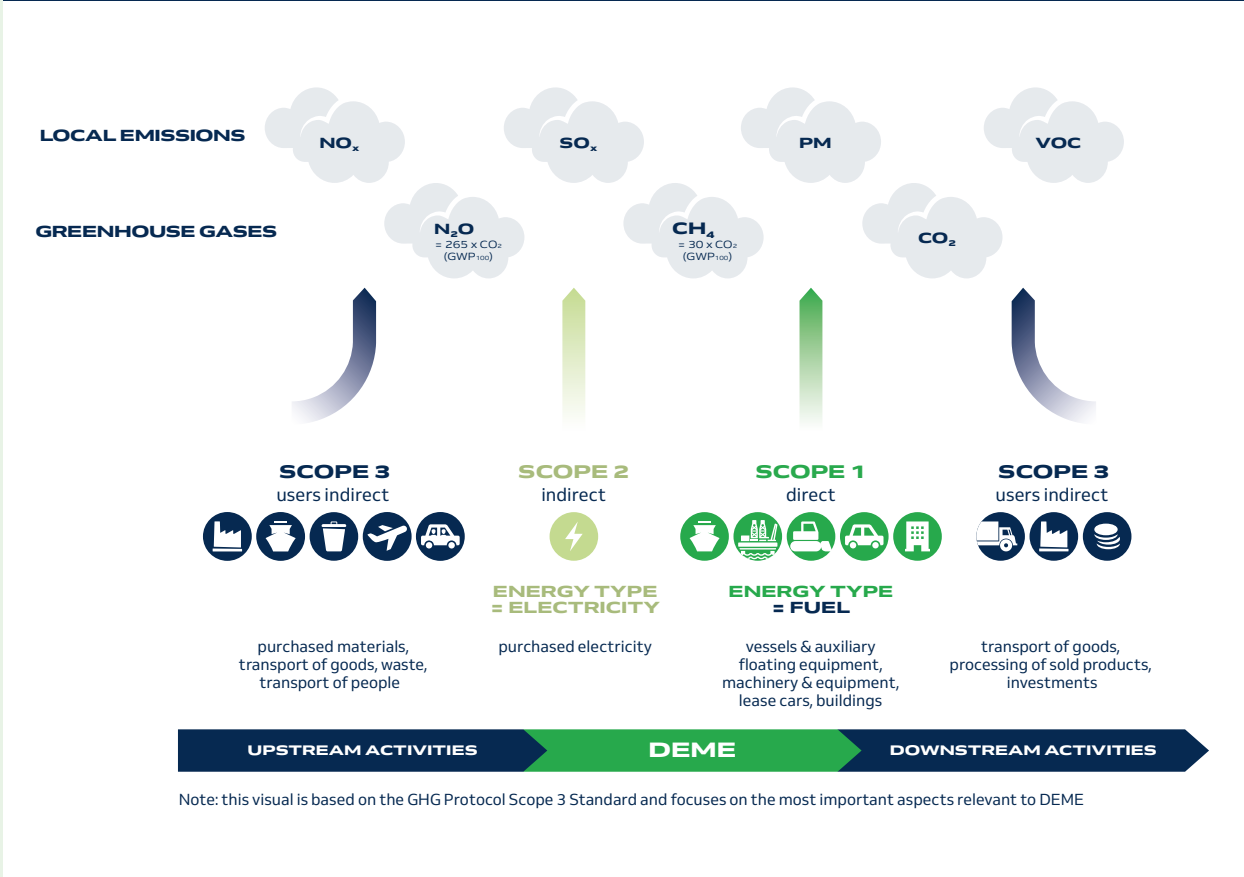 LOCAL EMISSIONS
NOₓ
SOₓ
PM
VOC
GREENHOUSE GASES
N₂O
= 265 x CO₂
(GWP₁₀₀)
CH₄
= 30 x CO₂
(GWP₁₀₀)
CO₂
SCOPE 3
users indirect
purchased materials,
transport of goods, waste,
transport of people
SCOPE 2
indirect
ENERGY TYPE
= ELECTRICITY
purchased electricity
SCOPE 1
direct
ENERGY TYPE
= FUEL
vessels & auxiliary
floating equipment,
machinery & equipment,
lease cars, buildings
SCOPE 3
users indirect
transport of goods,
processing of sold products,
investments
UPSTREAM ACTIVITIES
DEME
DOWNSTREAM ACTIVITIES
Note: this visual is based on the GHG Protocol Scope 3 Standard and focuses on the most important aspects relevant to DEME